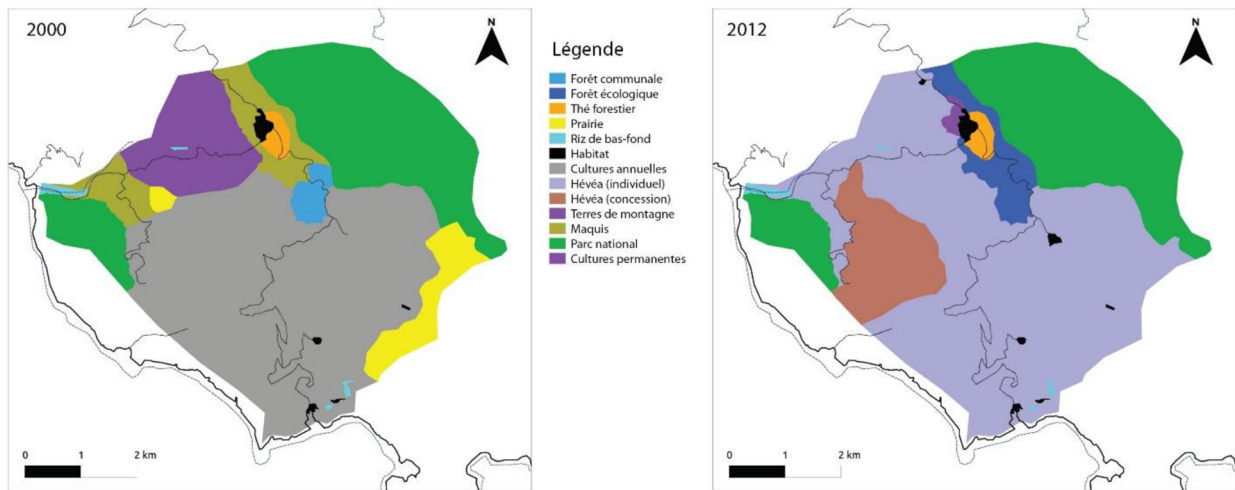 2000
N
0
1
2 km
Légende
Forêt communale
Forêt écologique
Thé forestier
Prairie
Riz de bas-fond
Habitat
Cultures annuelles
Hévéa (individuel)
Hévéa (concession)
Terres de montagne
Maquis
Parc national
Cultures permanentes
2012
N
0
1
2 km